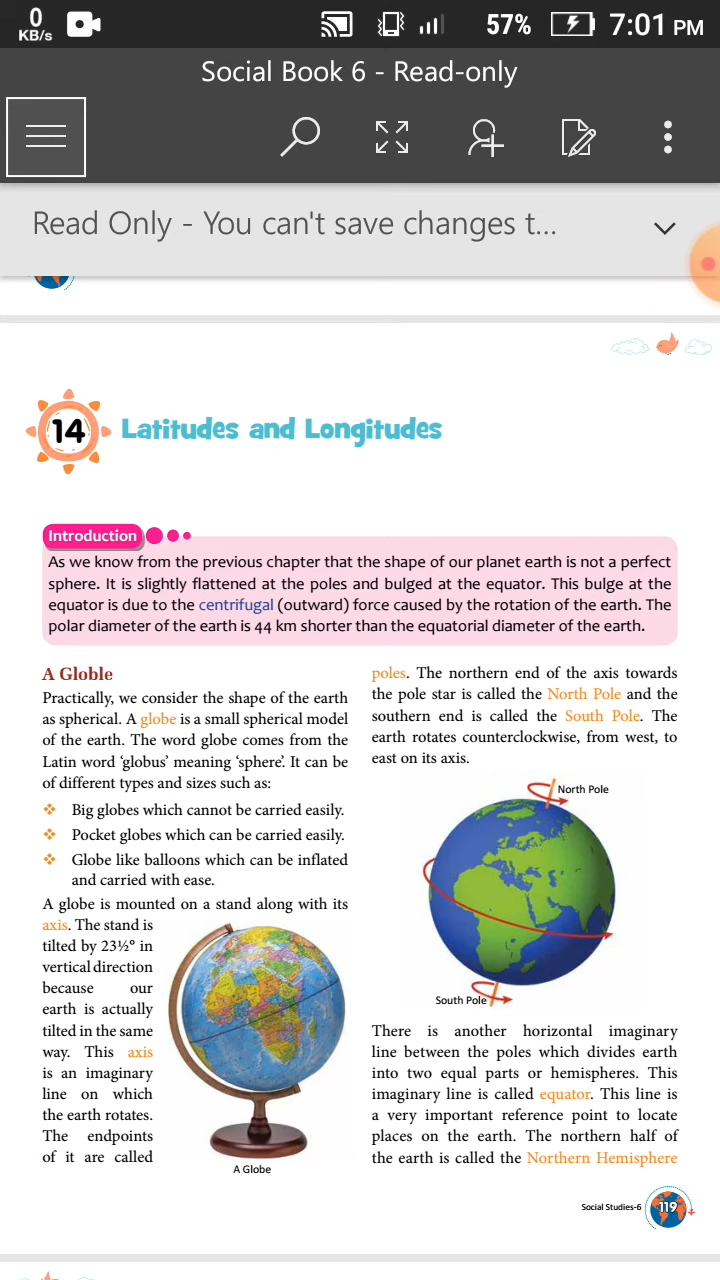 0
KB/s
57%
7:01 PM
Social Book 6 - Read-only
Read Only - You can't save changes t...
14
Latitudes and Longitudes
Introduction
As we know from the previous chapter that the shape of our planet earth is not a perfect
sphere. It is slightly flattened at the poles and bulged at the equator. This bulge at the
equator is due to the centrifugal (outward) force caused by the rotation of the earth. The
polar diameter of the earth is 44 km shorter than the equatorial diameter of the earth.
A Globle
Practically, we consider the shape of the earth
as spherical. A globe is a small spherical model
of the earth. The word globe comes from the
Latin word ‘globus’ meaning ‘sphere’. It can be
of different types and sizes such as:
❖ Big globes which cannot be carried easily.
❖ Pocket globes which can be carried easily.
❖ Globe like balloons which can be inflated
and carried with ease.
A globe is mounted on a stand along with its
axis. The stand is
tilted by 23½° in
vertical direction
because our
earth is actually
tilted in the same
way. This axis
is an imaginary
line on which
the earth rotates.
The endpoints
of it are called
A Globe
poles. The northern end of the axis towards
the pole star is called the North Pole and the
southern end is called the South Pole. The
earth rotates counterclockwise, from west, to
east on its axis.
North Pole
South Pole
There is another horizontal imaginary
line between the poles which divides earth
into two equal parts or hemispheres. This
imaginary line is called equator. This line is
a very important reference point to locate
places on the earth. The northern half of
the earth is called the Northern Hemisphere
Social Studies-6
119